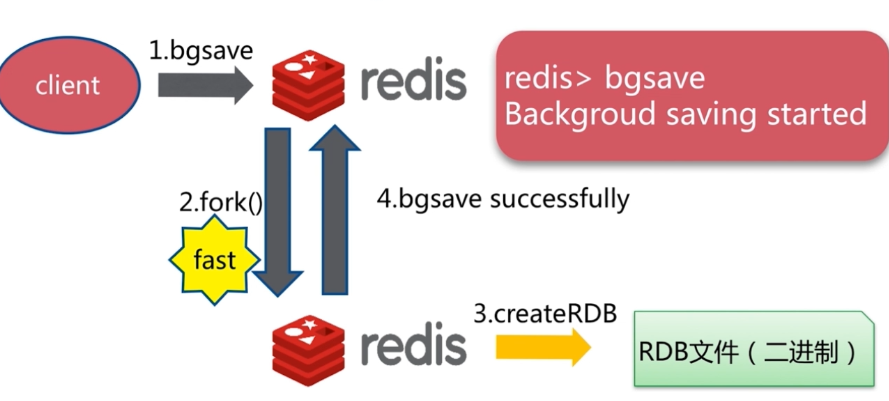 1.bgsave
client
redis
redis> bgsave
Backgroud saving started
2.fork()
4.bgsave successfully
fast
3.createRDB
redis
RDB文件（二进制）